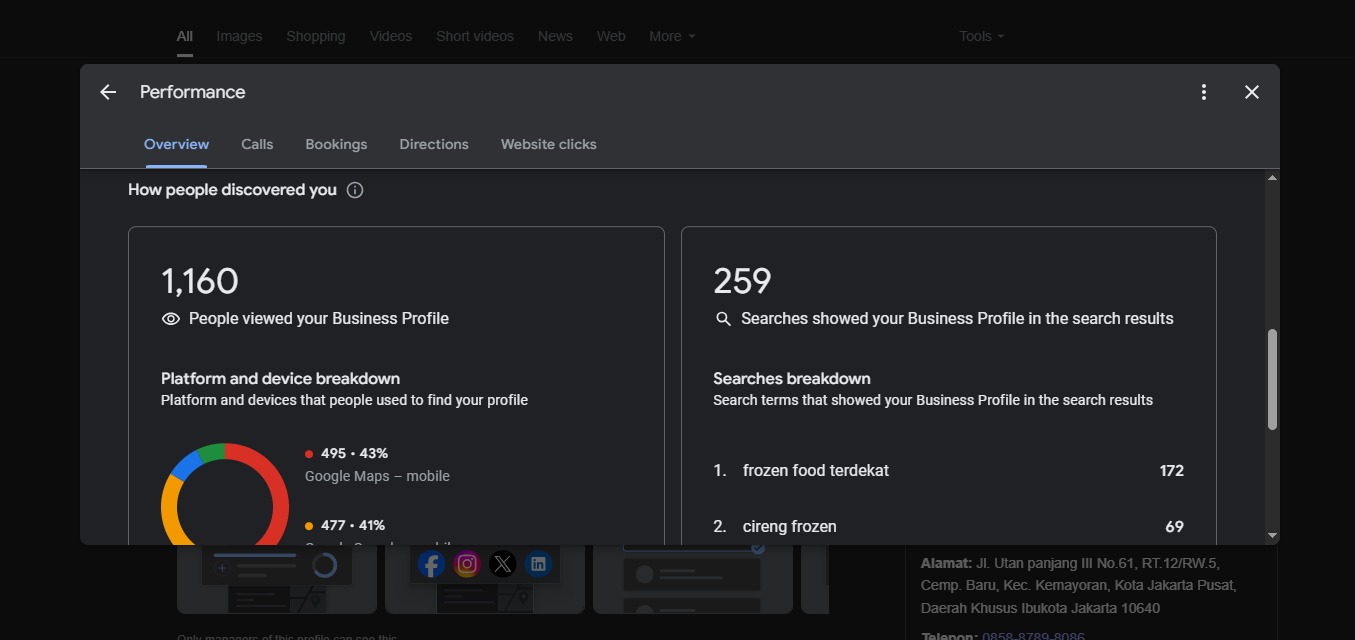 All Images Shopping Videos Short videos News Web More Tools
Performance
Overview Calls Bookings Directions Website clicks
How people discovered you
1,160
People viewed your Business Profile
Platform and device breakdown
Platform and devices that people used to find your profile
495 • 43%
Google Maps – mobile
477 • 41%
259
Searches showed your Business Profile in the search results
Searches breakdown
Search terms that showed your Business Profile in the search results
1. frozen food terdekat 172
2. cireng frozen 69
Alamat: Jl. Utan panjang III No.61, RT.12/RW.5,
Cemp. Baru, Kec. Kemayoran, Kota Jakarta Pusat,
Daerah Khusus Ibukota Jakarta 10640
Telepon: 0858-8789-8086
Only managers of this profile can see this